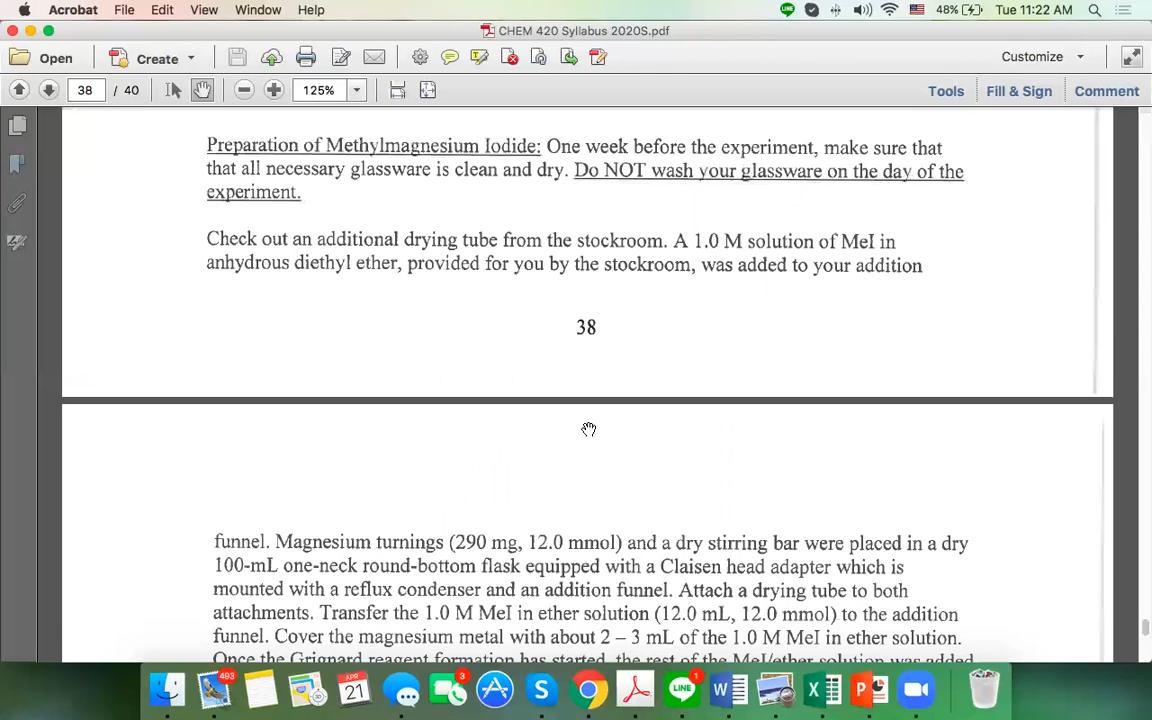 Acrobat File Edit View Window Help 48% Tue 11:22 AM
CHEM 420 Syllabus 2020S.pdf
Open Create Customize
38 / 40 125% Tools Fill & Sign Comment
Preparation of Methylmagnesium Iodide: One week before the experiment, make sure that
that all necessary glassware is clean and dry. Do NOT wash your glassware on the day of the
experiment.
Check out an additional drying tube from the stockroom. A 1.0 M solution of MeI in
anhydrous diethyl ether, provided for you by the stockroom, was added to your addition
38
funnel. Magnesium turnings (290 mg, 12.0 mmol) and a dry stirring bar were placed in a dry
100-mL one-neck round-bottom flask equipped with a Claisen head adapter which is
mounted with a reflux condenser and an addition funnel. Attach a drying tube to both
attachments. Transfer the 1.0 M MeI in ether solution (12.0 mL, 12.0 mmol) to the addition
funnel. Cover the magnesium metal with about 2 – 3 mL of the 1.0 M MeI in ether solution.
Once the Grignard reagent formation has started, the rest of the MeI/ether solution was added
493 APR 21 3 LINE 1